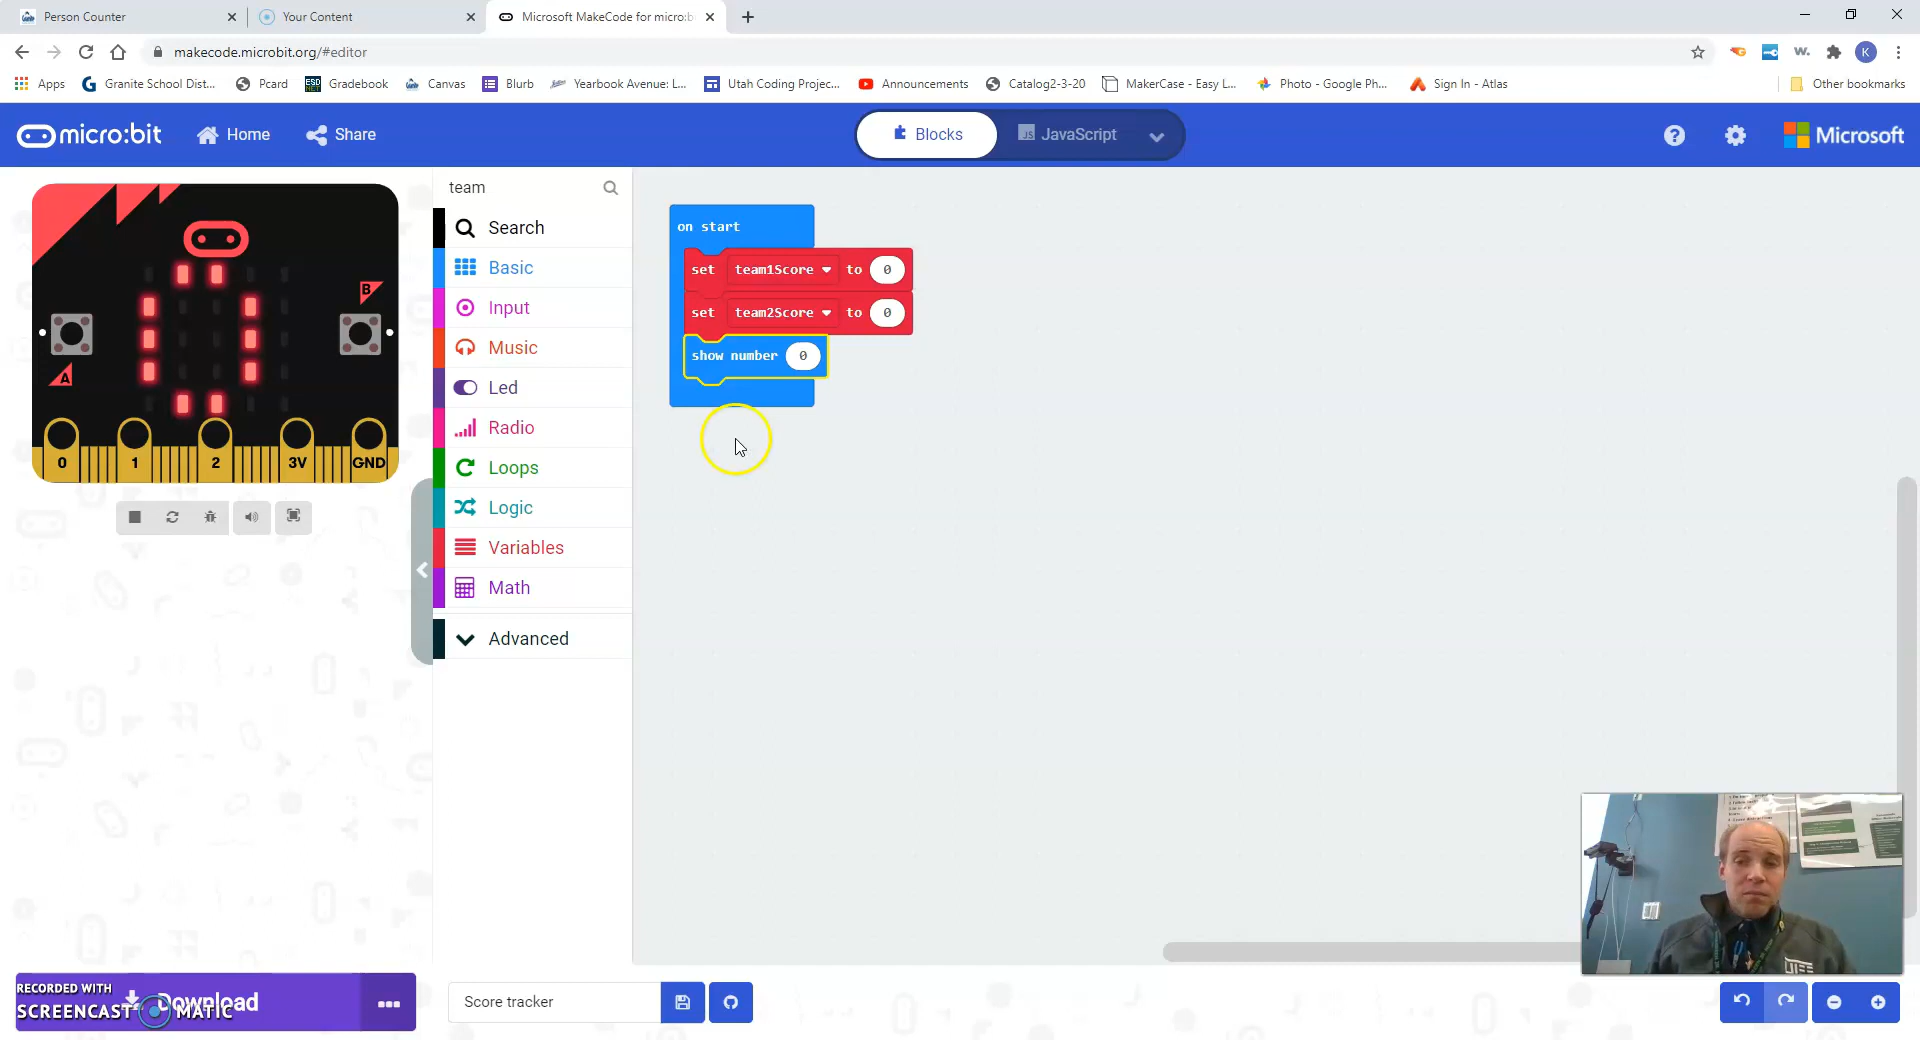 Person Counter
Your Content
Microsoft MakeCode for micro:b
makecode.microbit.org/#editor
K
Apps
Granite School Dist...
Pcard
Gradebook
Canvas
Blurb
Yearbook Avenue: L...
Utah Coding Projec...
Announcements
Catalog2-3-20
MakerCase - Easy L...
Photo - Google Ph...
Sign In - Atlas
Other bookmarks
micro:bit
Home
Share
Blocks
JS JavaScript
?
Microsoft
A
B
0 1 2 3V GND
team
Search
Basic
Input
Music
Led
Radio
Loops
Logic
Variables
Math
Advanced
on start
set team1Score to 0
set team2Score to 0
show number 0
RECORDED WITH
SCREENCAST MATIC
Download
...
Score tracker